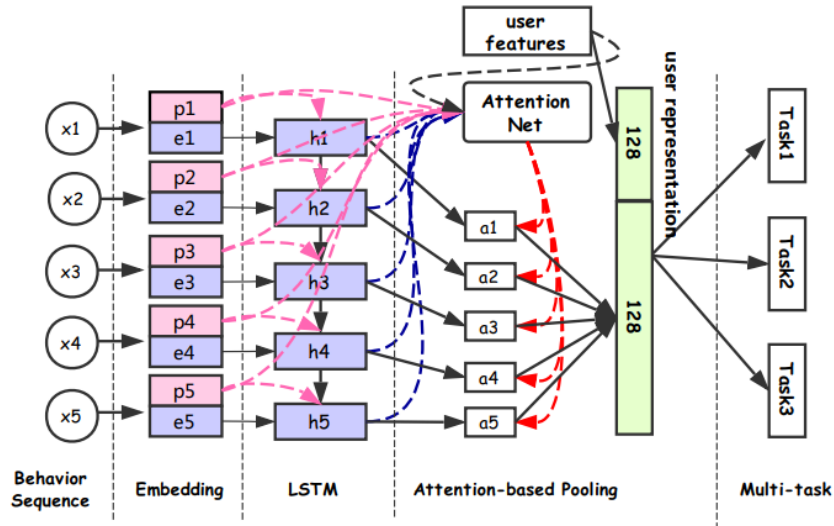 user
features
user representation
Attention
Net
x1
p1
e1
h1
128
Task1
x2
p2
e2
h2
a1
x3
p3
e3
h3
a2
Task2
x4
p4
e4
h4
a3
128
x5
p5
e5
h5
a4
a5
Task3
Behavior
Sequence
Embedding
LSTM
Attention-based Pooling
Multi-task